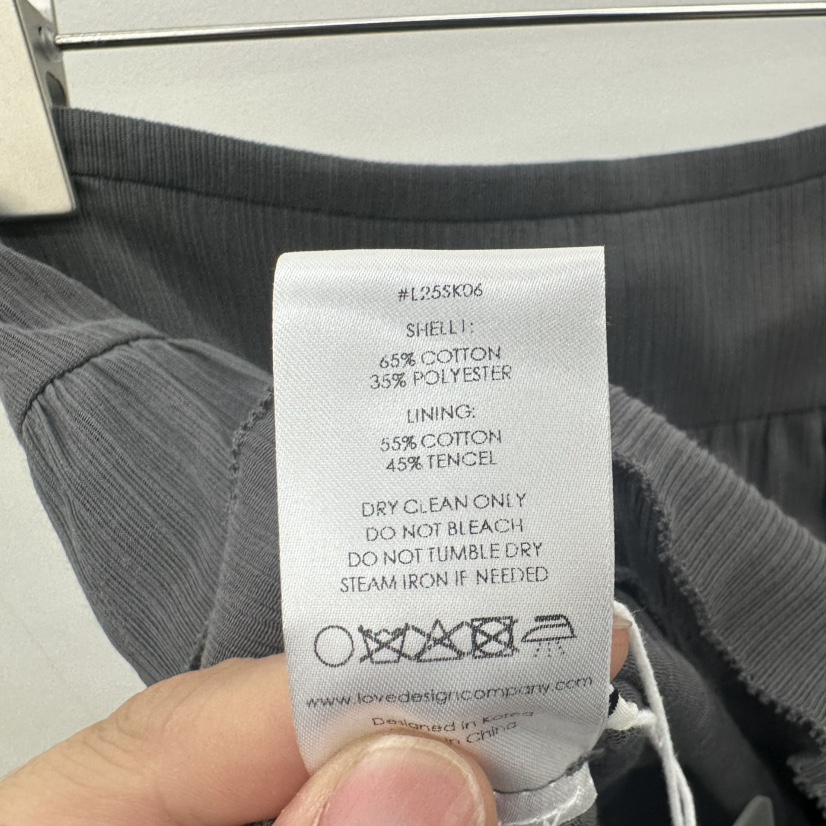 #L25SK06
SHELL1:
65% COTTON
35% POLYESTER
LINING:
55% COTTON
45% TENCEL
DRY CLEAN ONLY
DO NOT BLEACH
DO NOT TUMBLE DRY
STEAM IRON IF NEEDED
www.lovedesigncompany.com
Designed in Korea
in China